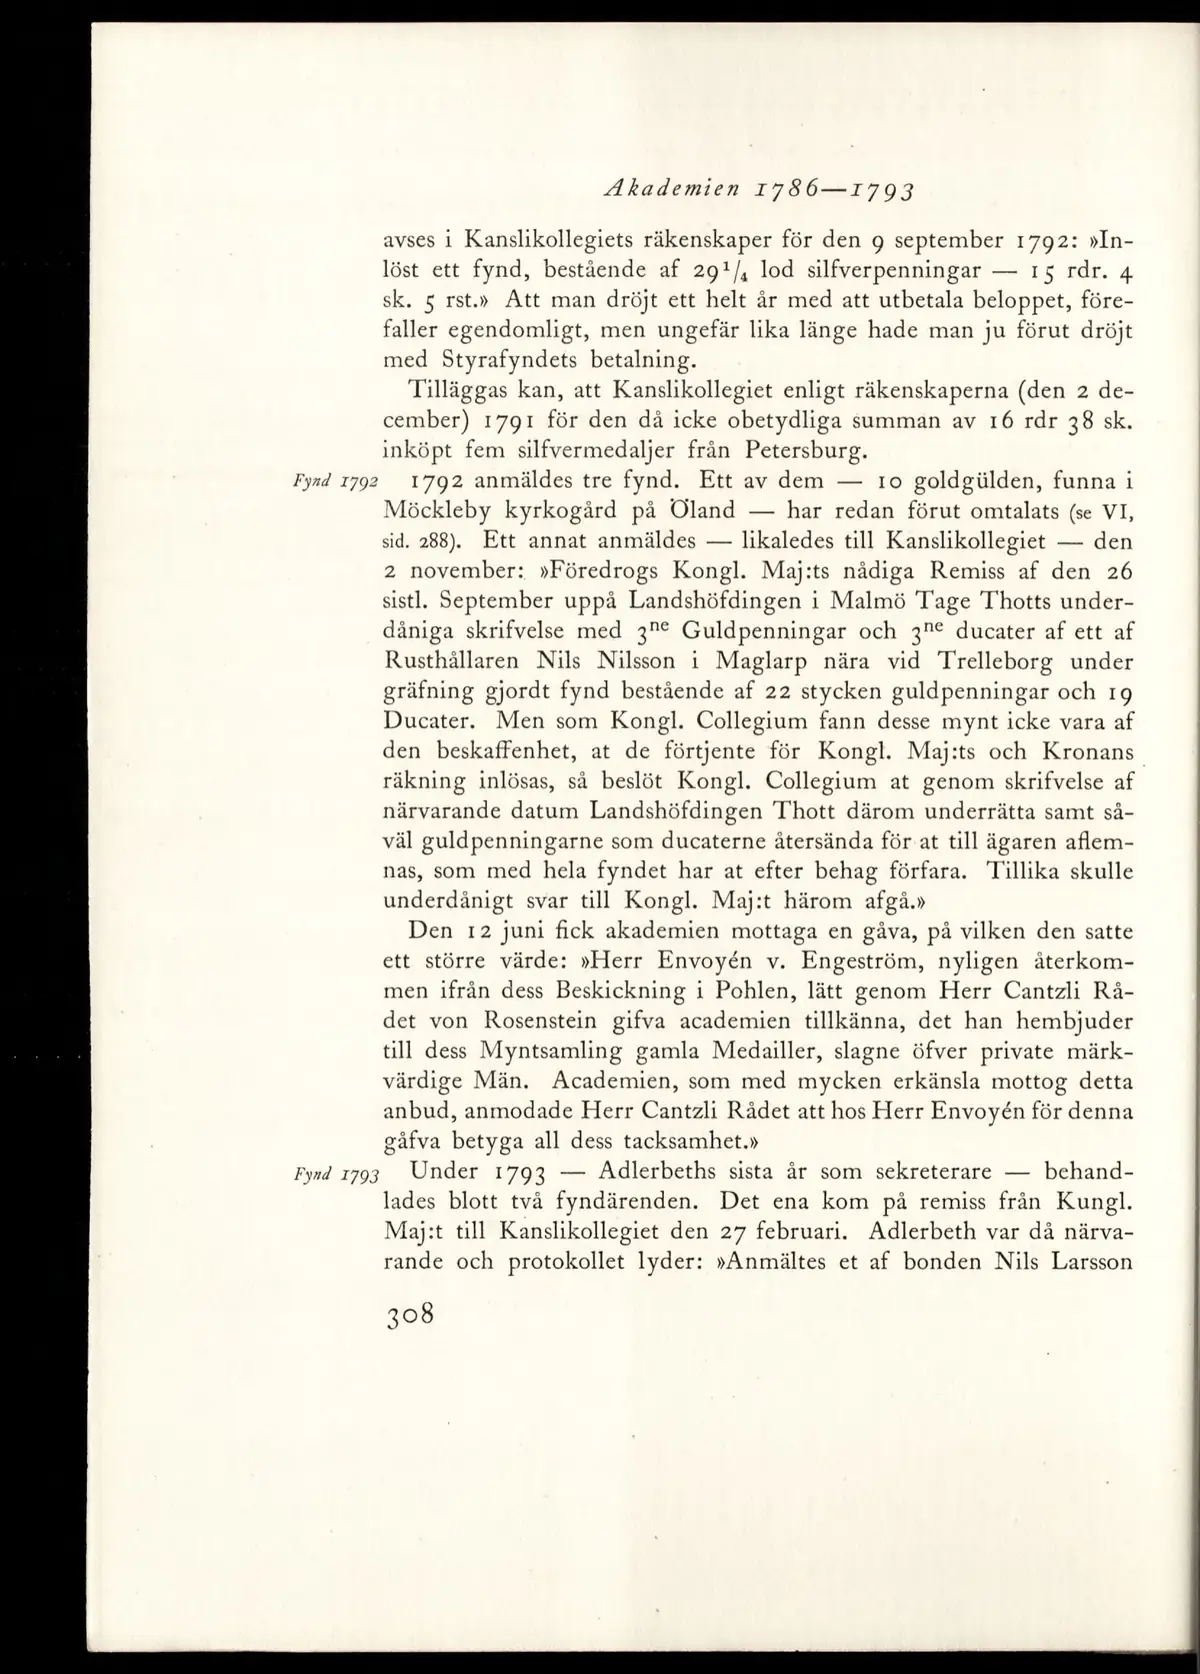 Akademien 1786—1793
avses i Kanslikollegiets räkenskaper för den 9 september 1792: »In-
löst ett fynd, bestående af 29 1/4 lod silfverpenningar — 15 rdr. 4
sk. 5 rst.» Att man dröjt ett helt år med att utbetala beloppet, före-
faller egendomligt, men ungefär lika länge hade man ju förut dröjt
med Styrafyndets betalning.
Tilläggas kan, att Kanslikollegiet enligt räkenskaperna (den 2 de-
cember) 1791 för den då icke obetydliga summan av 16 rdr 38 sk.
inköpt fem silfvermedaljer från Petersburg.
Fynd 1792 1792 anmäldes tre fynd. Ett av dem — 10 goldgülden, funna i
Möckleby kyrkogård på Öland — har redan förut omtalats (se VI,
sid. 288). Ett annat anmäldes — likaledes till Kanslikollegiet — den
2 november: »Föredrogs Kongl. Maj:ts nådiga Remiss af den 26
sistl. September uppå Landshöfdingen i Malmö Tage Thotts under-
dåniga skrifvelse med 3ne Guldpenningar och 3ne ducater af ett af
Rusthållaren Nils Nilsson i Maglarp nära vid Trelleborg under
gräfning gjordt fynd bestående af 22 stycken guldpenningar och 19
Ducater. Men som Kongl. Collegium fann desse mynt icke vara af
den beskaffenhet, at de förtjente för Kongl. Maj:ts och Kronans
räkning inlösas, så beslöt Kongl. Collegium at genom skrifvelse af
närvarande datum Landshöfdingen Thott därom underrätta samt så-
väl guldpenningarne som ducaterne återsända för at till ägaren aflem-
nas, som med hela fyndet har at efter behag förfara. Tillika skulle
underdånigt svar till Kongl. Maj:t härom afgå.»
Den 12 juni fick akademien mottaga en gåva, på vilken den satte
ett större värde: »Herr Envoyén v. Engeström, nyligen återkom-
men ifrån dess Beskickning i Pohlen, lätt genom Herr Cantzli Rå-
det von Rosenstein gifva academien tillkänna, det han hembjuder
till dess Myntsamling gamla Medailler, slagne öfver private märk-
värdige Män. Academien, som med mycken erkänsla mottog detta
anbud, anmodade Herr Cantzli Rådet att hos Herr Envoyén för denna
gåfva betyga all dess tacksamhet.»
Fynd 1793 Under 1793 — Adlerbeths sista år som sekreterare — behand-
lades blott två fyndärenden. Det ena kom på remiss från Kungl.
Maj:t till Kanslikollegiet den 27 februari. Adlerbeth var då närva-
rande och protokollet lyder: »Anmältes et af bonden Nils Larsson
308